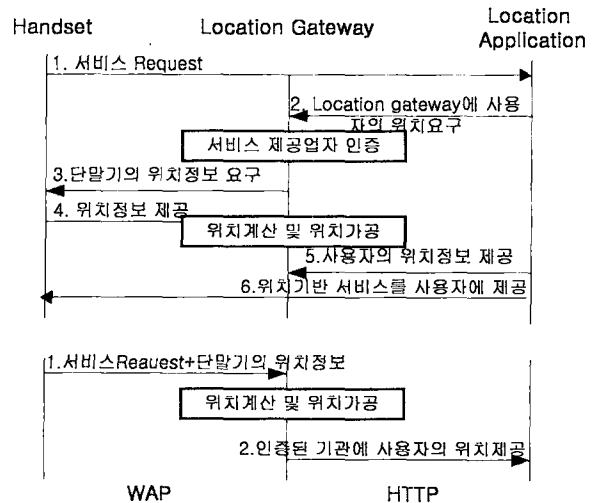 Handset
Location Gateway
Location
Application
1. 서비스 Request
2. Location gateway에 사용
자의 위치요구
서비스 제공업자 인증
3.단말기의 위치정보 요구
4. 위치정보 제공
위치계산 및 위치가공
5.사용자의 위치정보 제공
6.위치기반 서비스를 사용자에 제공
1.서비스Reauest+단말기의 위치정보
위치계산 및 위치가공
2.인증된 기관에 사용자의 위치제공
WAP
HTTP